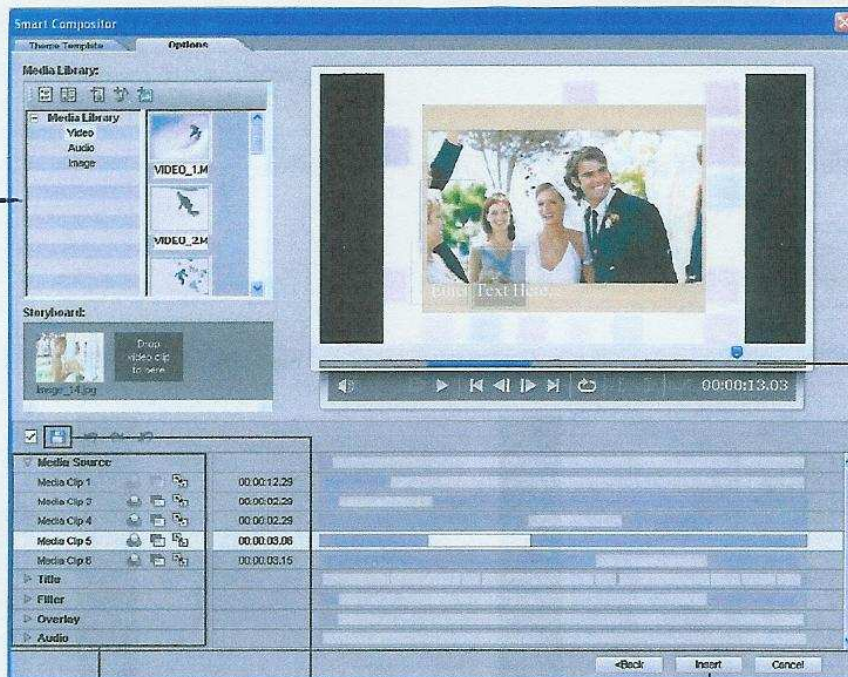 Smart Compositor
Theme Template
Options
Media Library:
Media Library
Video
Audio
Image
VIDEO_1.M
VIDEO_2.M
Enter Text Here...
Storyboard:
Drop
video clip
to here
Image_14.jpg
00:00:13.03
Media Source
Media Clip 1 00:00:12.29
Media Clip 3 00:00:02.29
Media Clip 4 00:00:02.29
Media Clip 5 00:00:03.06
Media Clip 6 00:00:03.15
Title
Filter
Overlay
Audio
<Back
Insert
Cancel